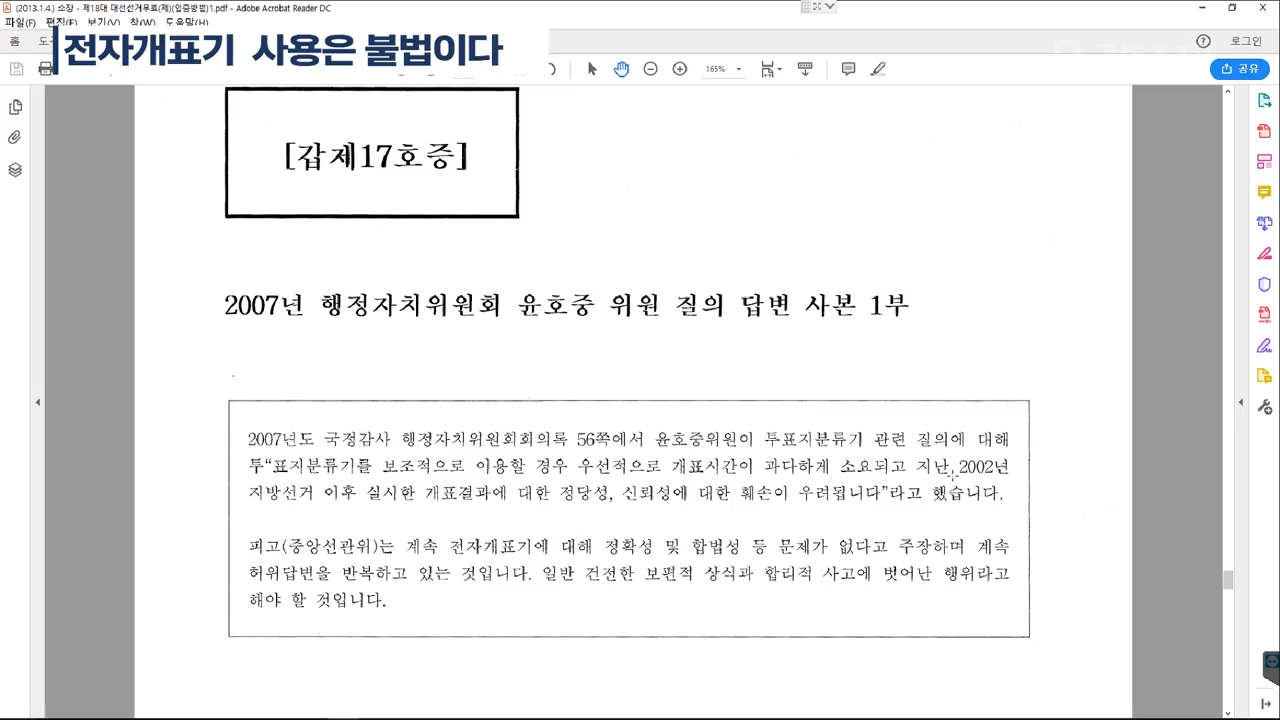 (2013.1.4.) 소장 - 제18대 대선선거무효(제)(입증방법)1.pdf - Adobe Acrobat Reader DC
파일(F) 편집(E) 보기(V) 창(W) 도움말(H)
홈
로그인
전자개표기 사용은 불법이다
165%
공유
[갑제17호증]
2007년 행정자치위원회 윤호중 위원 질의 답변 사본 1부
2007년도 국정감사 행정자치위원회회의록 56쪽에서 윤호중위원이 투표지분류기 관련 질의에 대해
투“표지분류기를 보조적으로 이용할 경우 우선적으로 개표시간이 과다하게 소요되고 지난 2002년
지방선거 이후 실시한 개표결과에 대한 정당성, 신뢰성에 대한 훼손이 우려됩니다”라고 했습니다.
피고(중앙선관위)는 계속 전자개표기에 대해 정확성 및 합법성 등 문제가 없다고 주장하며 계속
허위답변을 반복하고 있는 것입니다. 일반 건전한 보편적 상식과 합리적 사고에 벗어난 행위라고
해야 할 것입니다.